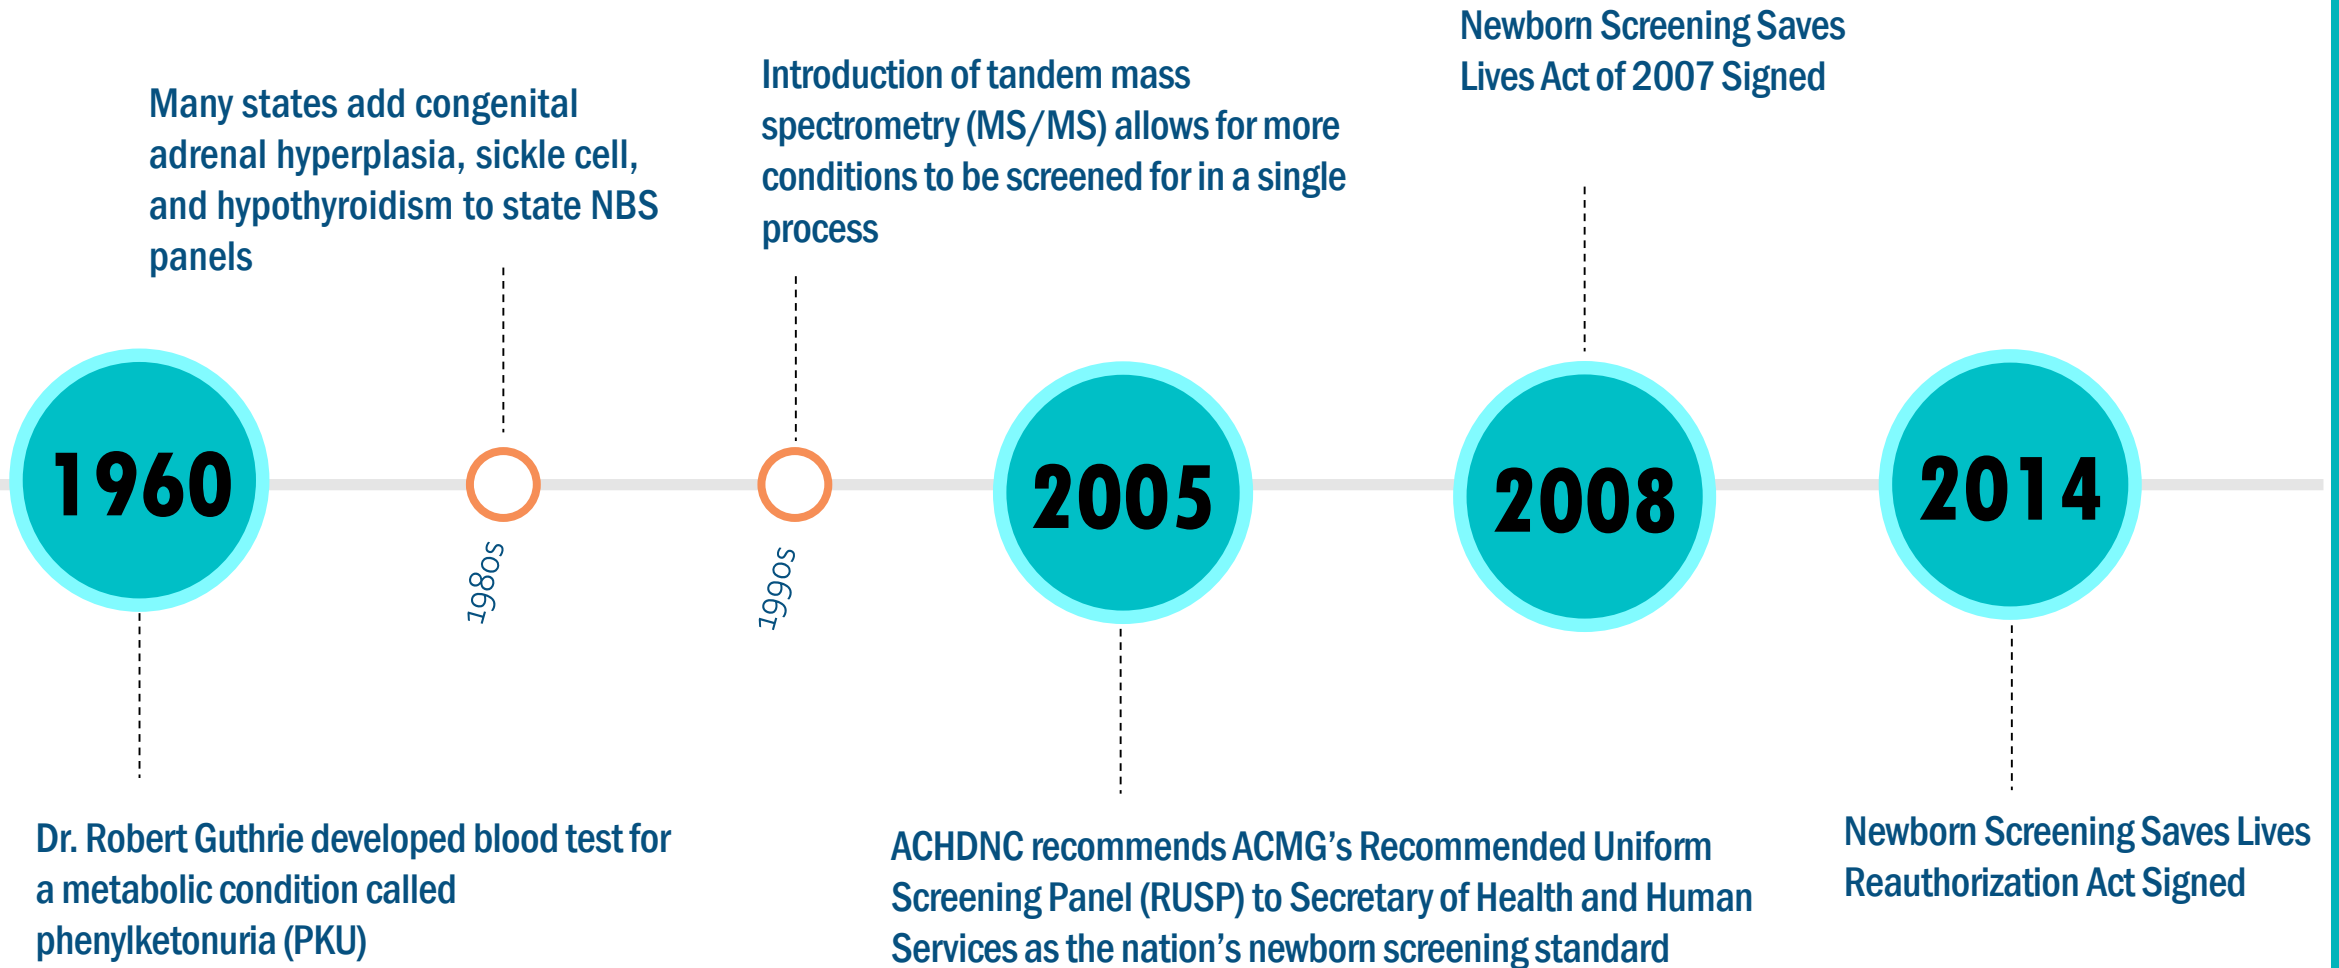 Newborn Screening Saves
Lives Act of 2007 Signed
Many states add congenital
adrenal hyperplasia, sickle cell,
and hypothyroidism to state NBS
panels
Introduction of tandem mass
spectrometry (MS/MS) allows for more
conditions to be screened for in a single
process
1960
1980s
1990s
2005
2008
2014
Dr. Robert Guthrie developed blood test for
a metabolic condition called
phenylketonuria (PKU)
ACHDNC recommends ACMG’s Recommended Uniform
Screening Panel (RUSP) to Secretary of Health and Human
Services as the nation’s newborn screening standard
Newborn Screening Saves Lives
Reauthorization Act Signed